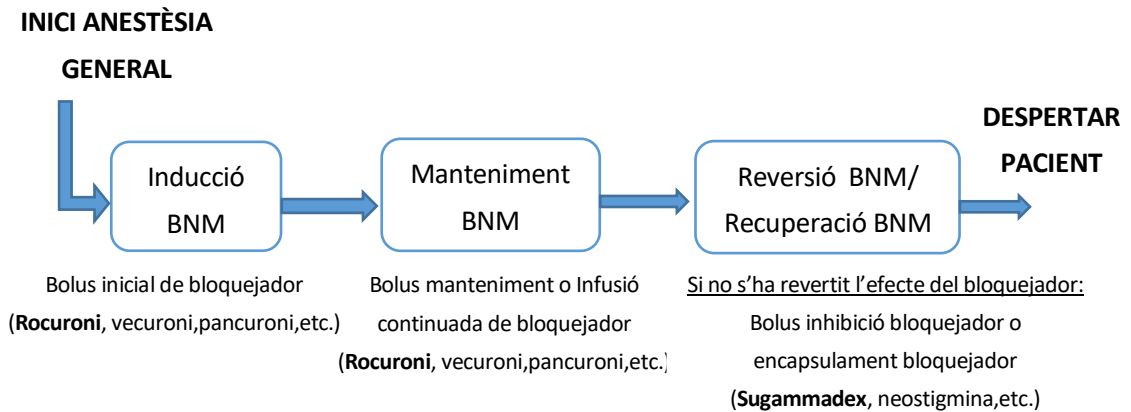 INICI ANESTÈSIA
GENERAL
Inducció
BNM
Bolus inicial de bloquejador
(Rocuroni, vecuroni,pancuroni,etc.)
Manteniment
BNM
Bolus manteniment o Infusió
continuada de bloquejador
(Rocuroni, vecuroni,pancuroni,etc.)
Reversió BNM/
Recuperació BNM
Si no s’ha revertit l’efecte del bloquejador:
Bolus inhibició bloquejador o
encapsulament bloquejador
(Sugammadex, neostigmina,etc.)
DESPERTAR
PACIENT